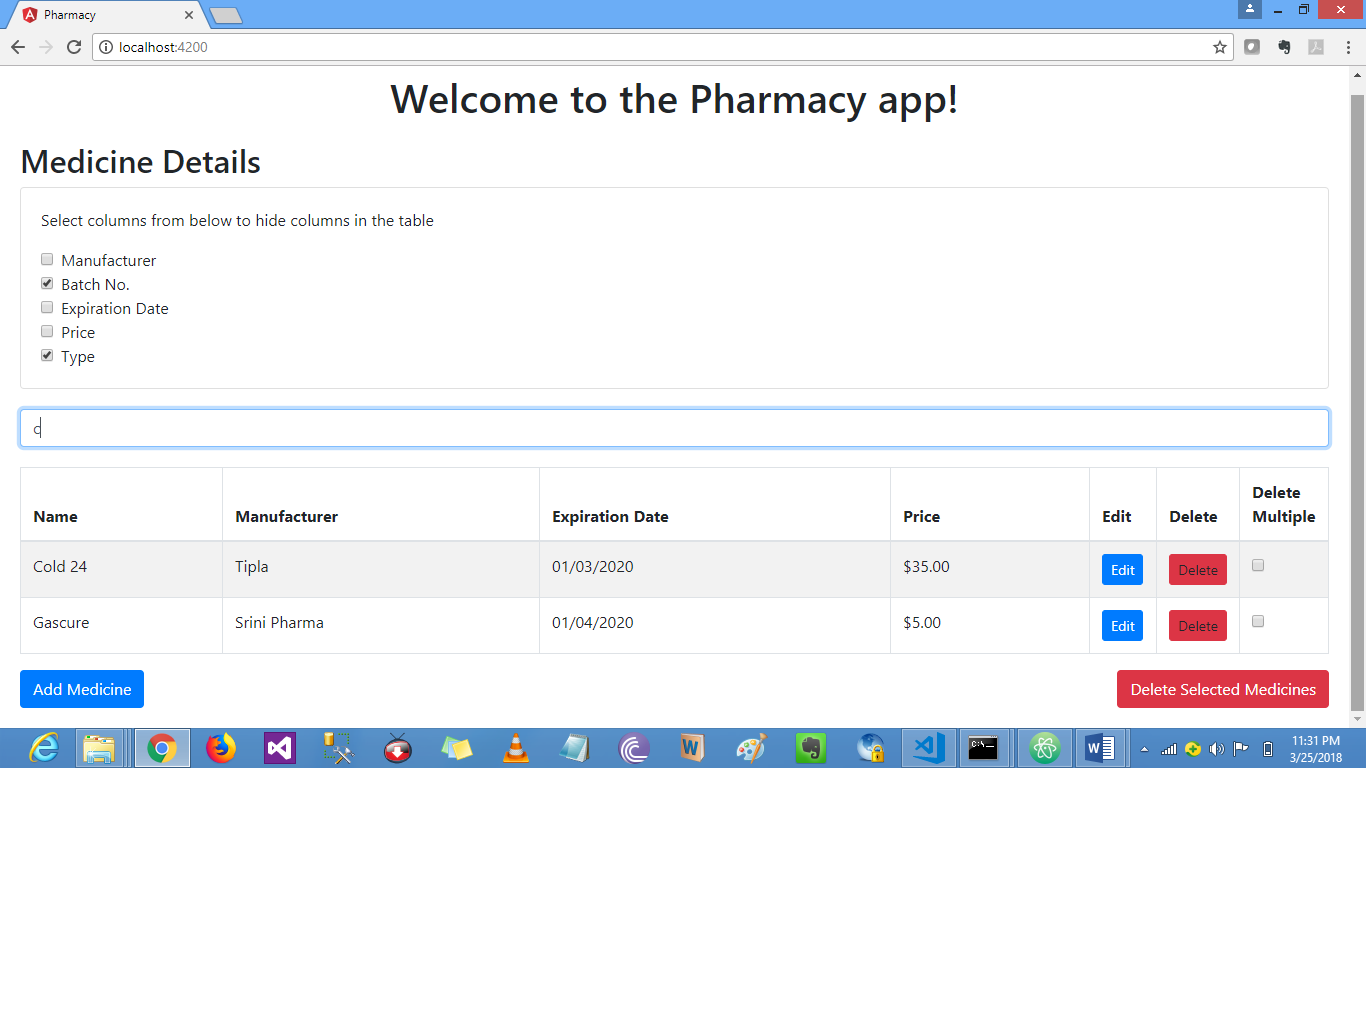 Pharmacy
localhost:4200
Welcome to the Pharmacy app!
Medicine Details
Select columns from below to hide columns in the table
Manufacturer
Batch No.
Expiration Date
Price
Type
c
Name Manufacturer Expiration Date Price Edit Delete Delete Multiple
Cold 24 Tipla 01/03/2020 $35.00 Edit Delete
Gascure Srini Pharma 01/04/2020 $5.00 Edit Delete
Add Medicine Delete Selected Medicines
11:31 PM
3/25/2018